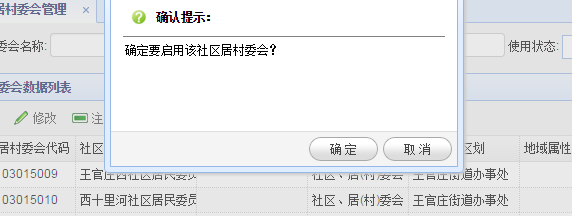 居村委会管理 ×
确认提示：
委会名称:
使用状态:
确定要启用该社区居村委会？
委会数据列表
修改 注
确 定 取 消
居村委会代码 社区 区划 地域属性
03015009 王官庄四社区居民委员 社区、居(村)委会 王官庄街道办事处
03015010 西十里河社区居民委员 社区、居(村)委会 王官庄街道办事处